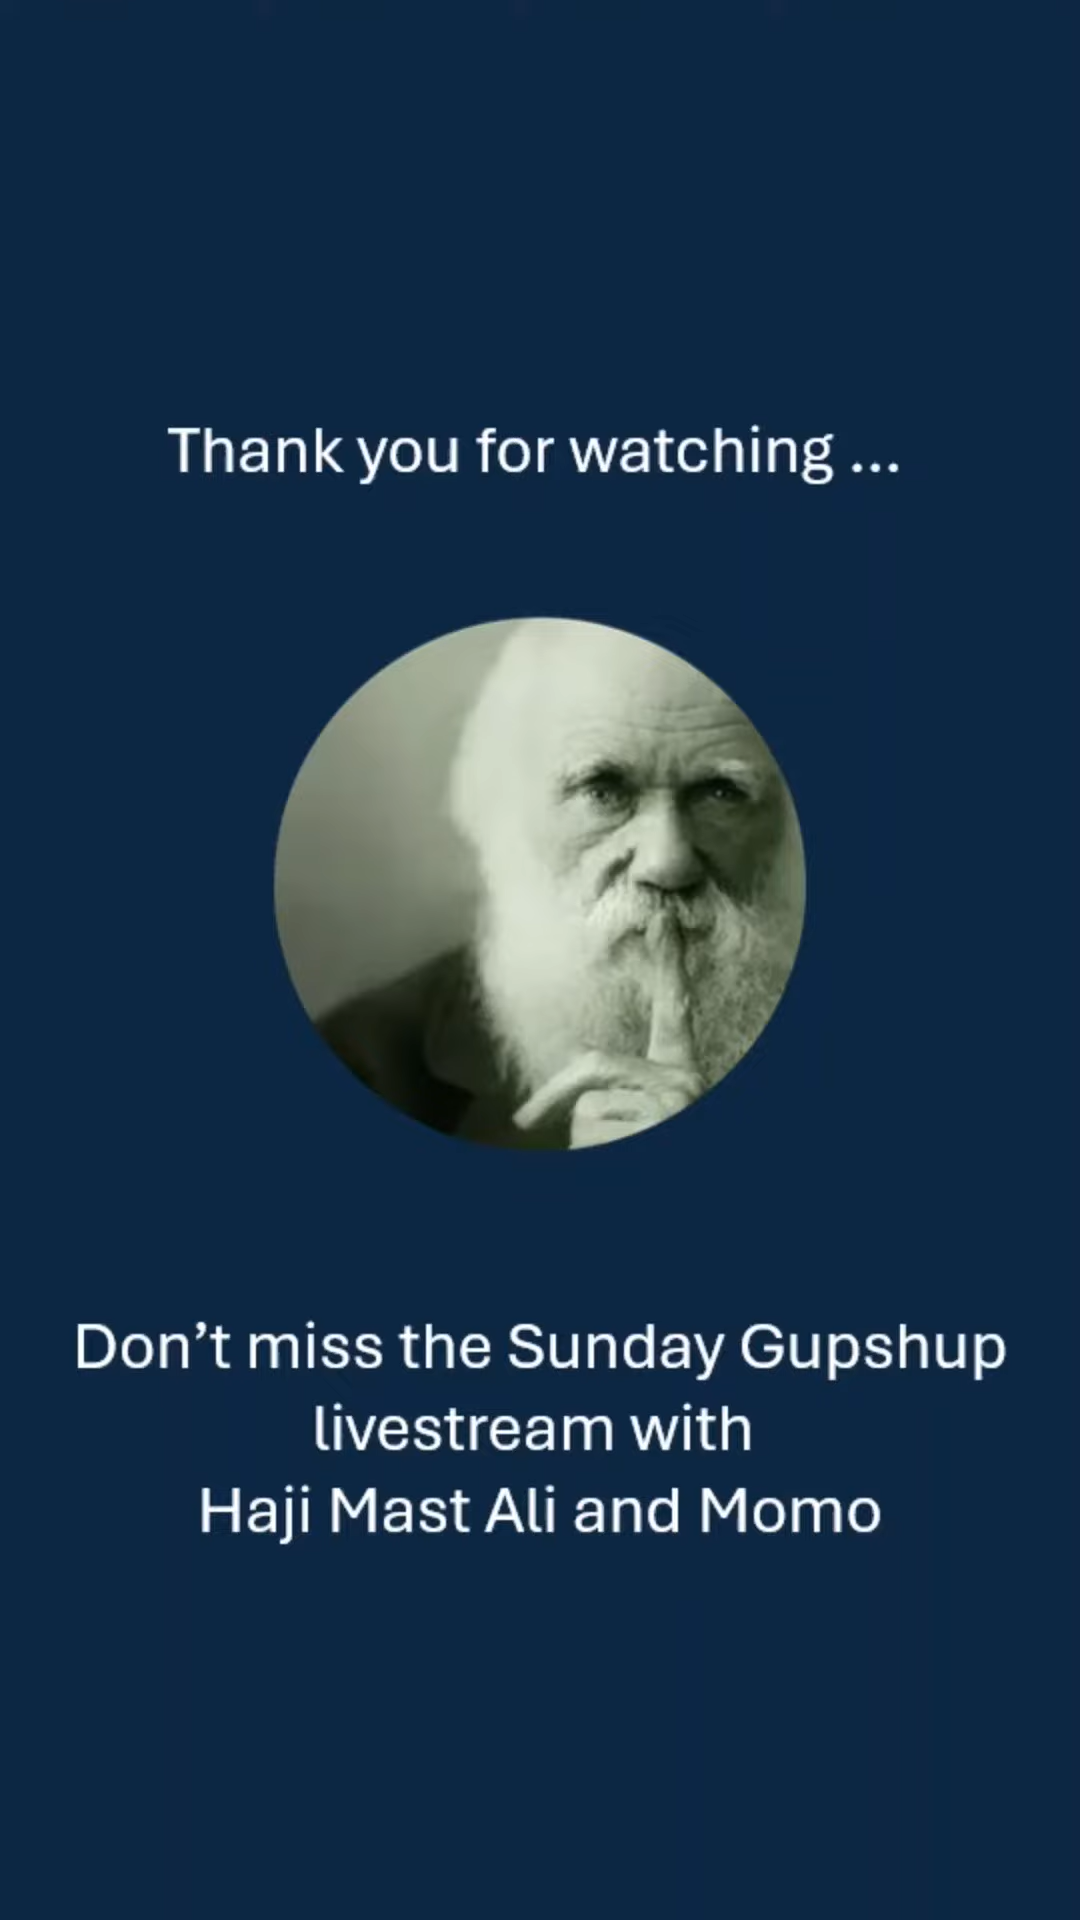 Thank you for watching ...
Don’t miss the Sunday Gupshup
livestream with
Haji Mast Ali and Momo